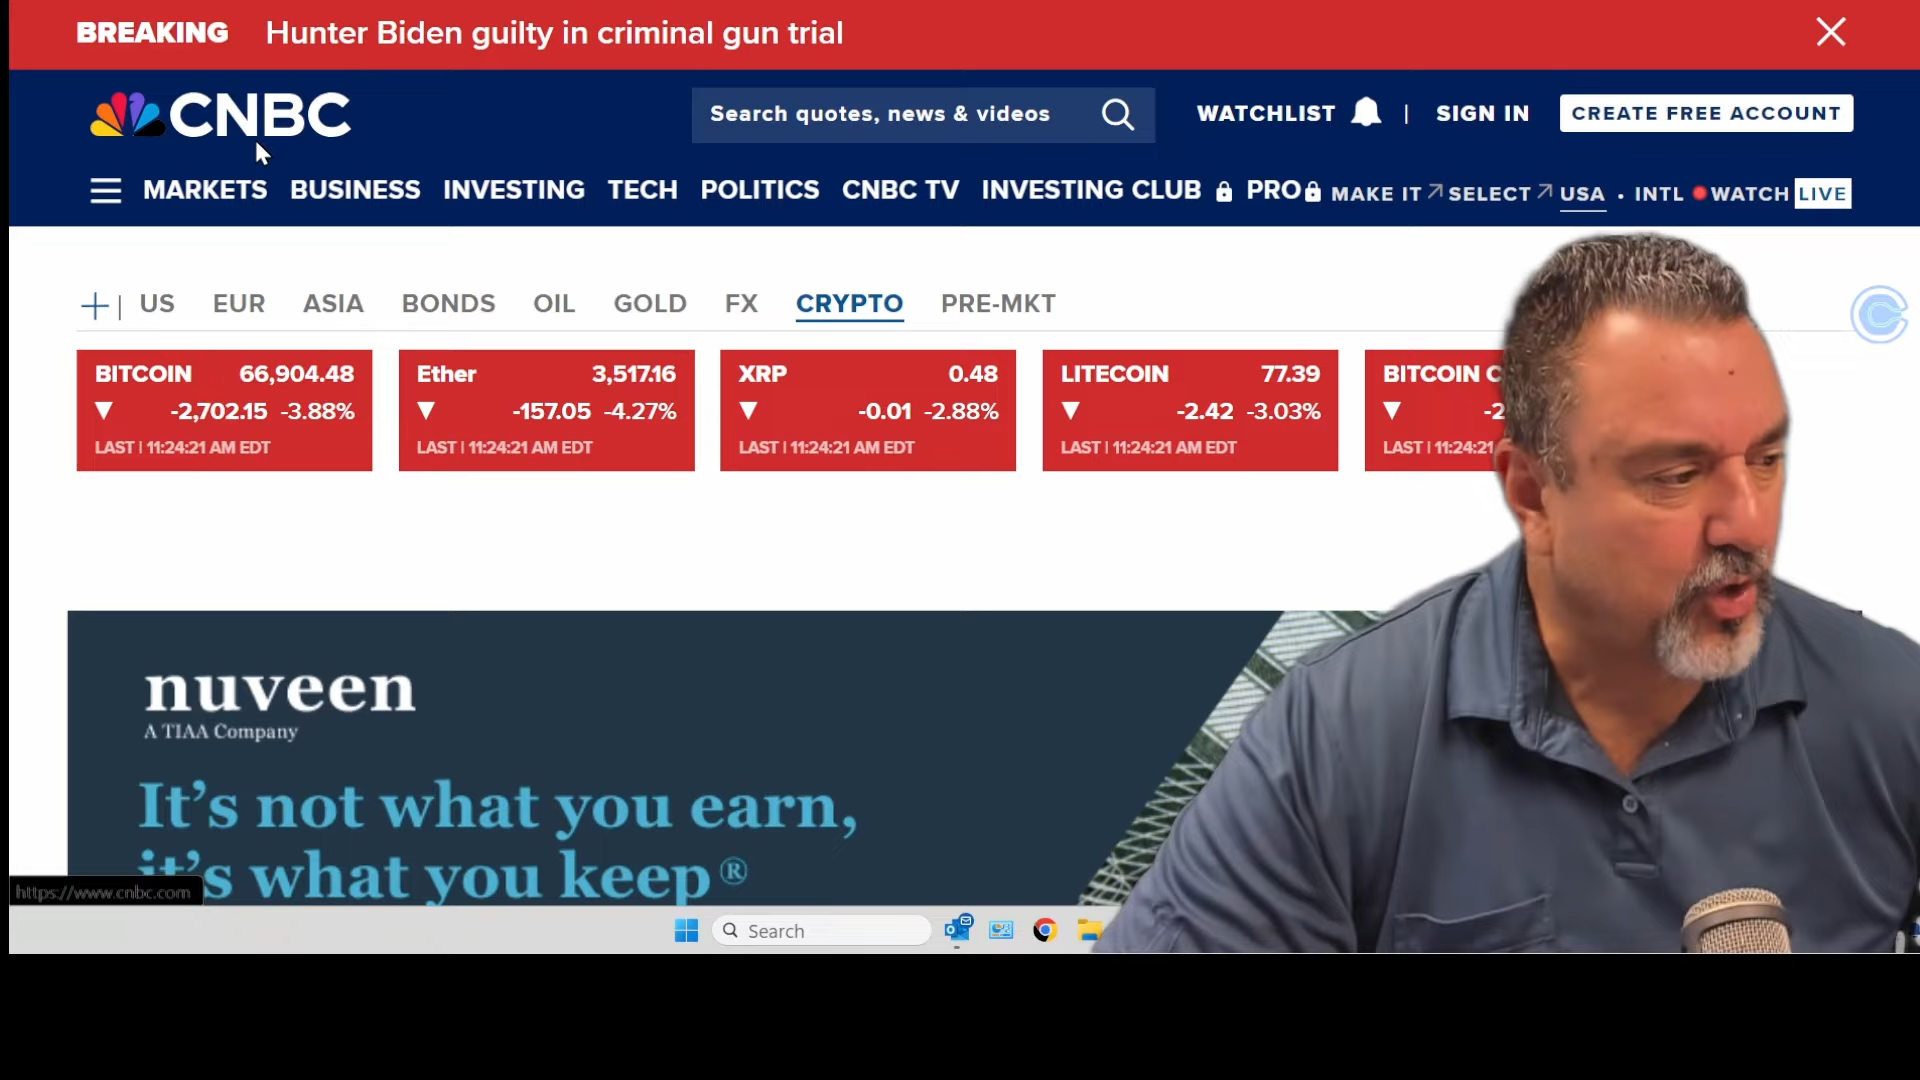 BREAKING Hunter Biden guilty in criminal gun trial
CNBC
Search quotes, news & videos
WATCHLIST | SIGN IN CREATE FREE ACCOUNT
MARKETS BUSINESS INVESTING TECH POLITICS CNBC TV INVESTING CLUB PRO MAKE IT SELECT USA • INTL WATCH LIVE
US EUR ASIA BONDS OIL GOLD FX CRYPTO PRE-MKT
BITCOIN 66,904.48
▼ -2,702.15 -3.88%
LAST | 11:24:21 AM EDT
Ether 3,517.16
▼ -157.05 -4.27%
LAST | 11:24:21 AM EDT
XRP 0.48
▼ -0.01 -2.88%
LAST | 11:24:21 AM EDT
LITECOIN 77.39
▼ -2.42 -3.03%
LAST | 11:24:21 AM EDT
BITCOIN C
▼ -2
LAST | 11:24:21
nuveen
A TIAA Company
It's not what you earn,
it's what you keep®
https://www.cnbc.com
Search